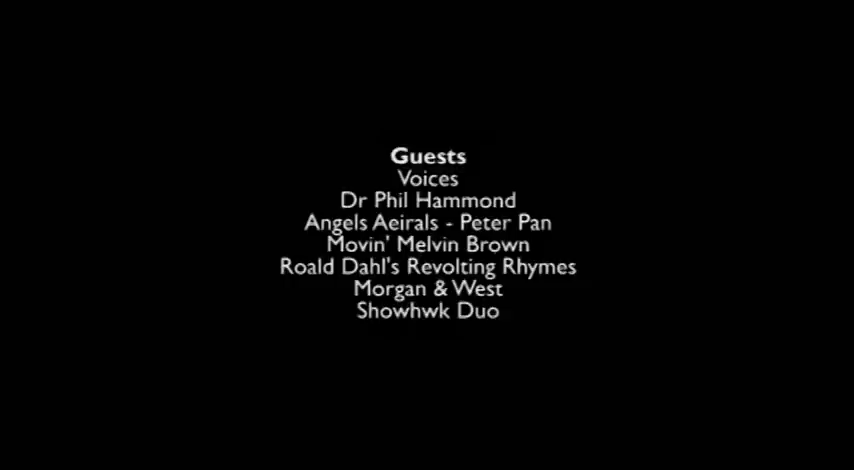 Guests
Voices
Dr Phil Hammond
Angels Aeirals - Peter Pan
Movin' Melvin Brown
Roald Dahl's Revolting Rhymes
Morgan & West
Showhwk Duo